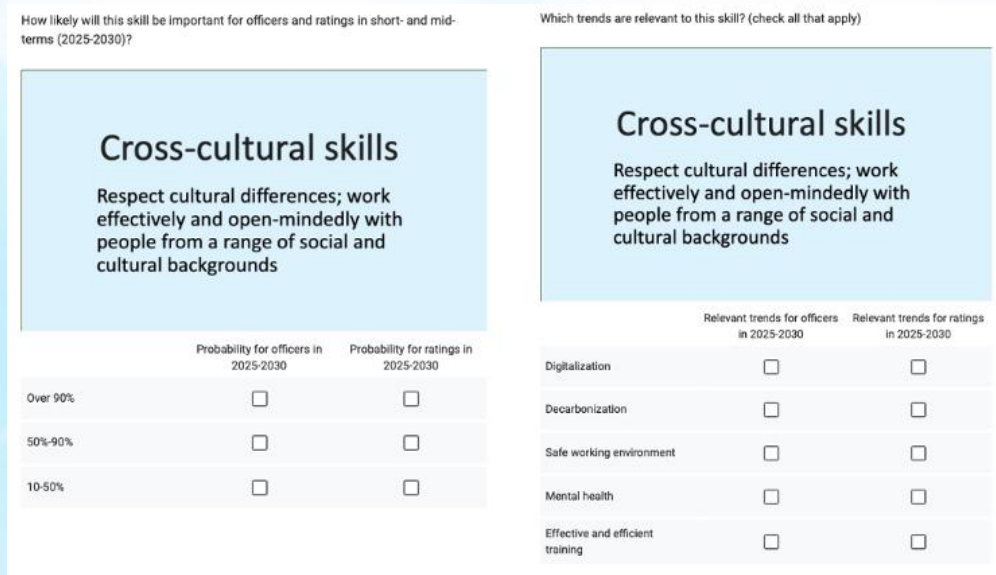 How likely will this skill be important for officers and ratings in short- and mid-
terms (2025-2030)?
Cross-cultural skills
Respect cultural differences; work
effectively and open-mindedly with
people from a range of social and
cultural backgrounds
Probability for officers in
2025-2030
Probability for ratings in
2025-2030
Over 90%
50%-90%
10-50%
Which trends are relevant to this skill? (check all that apply)
Cross-cultural skills
Respect cultural differences; work
effectively and open-mindedly with
people from a range of social and
cultural backgrounds
Relevant trends for officers
in 2025-2030
Relevant trends for ratings
in 2025-2030
Digitalization
Decarbonization
Safe working environment
Mental health
Effective and efficient
training